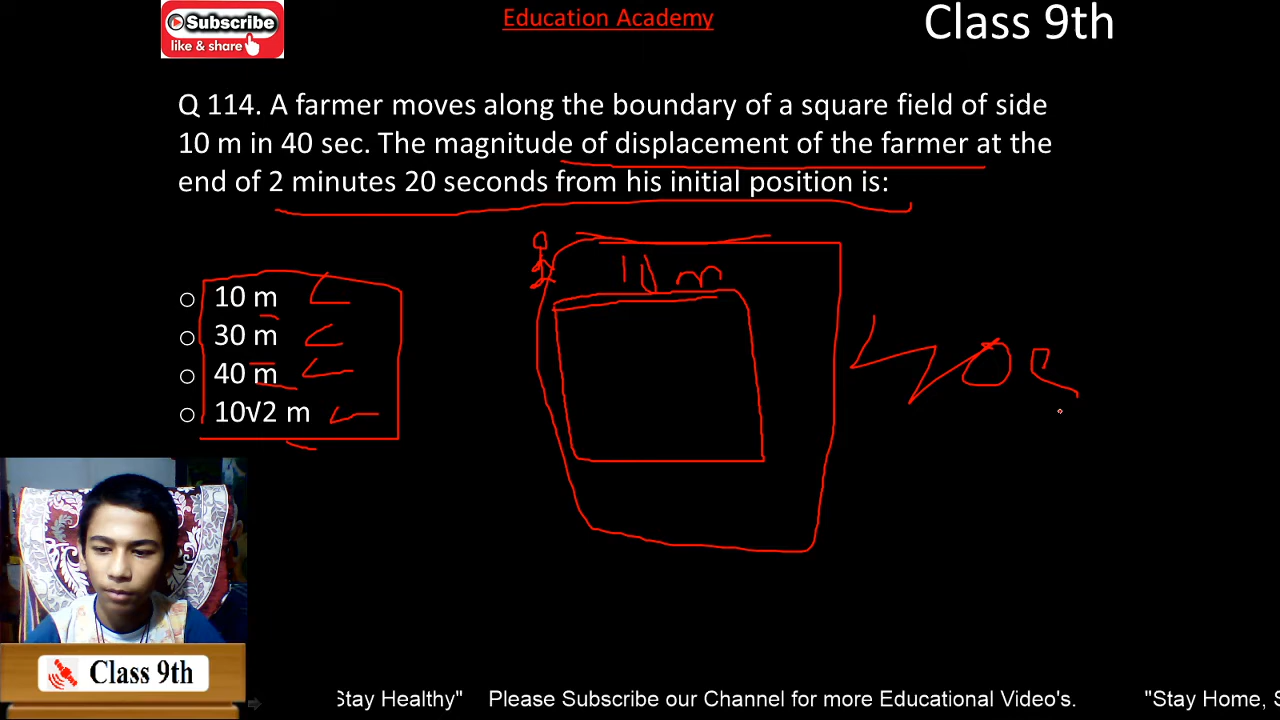 Subscribe
like & share
Education Academy
Class 9th
Q 114. A farmer moves along the boundary of a square field of side
10 m in 40 sec. The magnitude of displacement of the farmer at the
end of 2 minutes 20 seconds from his initial position is:
10 m
30 m
40 m
10√2 m
10 m
40 s
Class 9th
Stay Healthy" Please Subscribe our Channel for more Educational Video's. "Stay Home, S